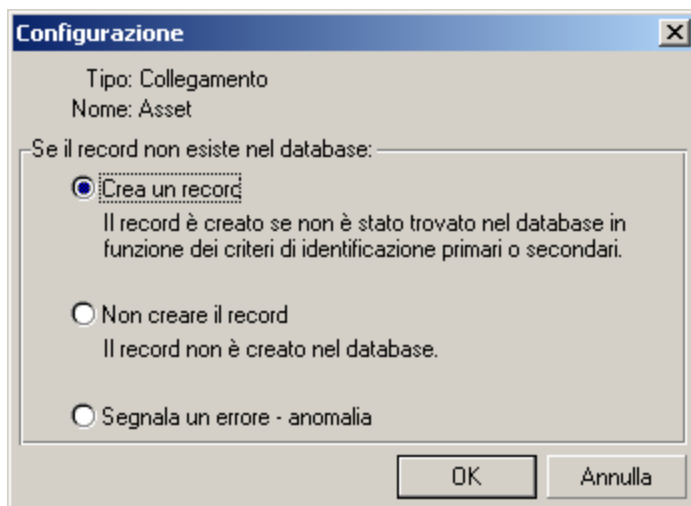 Configurazione
Tipo: Collegamento
Nome: Asset
Se il record non esiste nel database:
Crea un record
Il record è creato se non è stato trovato nel database in
funzione dei criteri di identificazione primari o secondari.
Non creare il record
Il record non è creato nel database.
Segnala un errore - anomalia
OK
Annulla